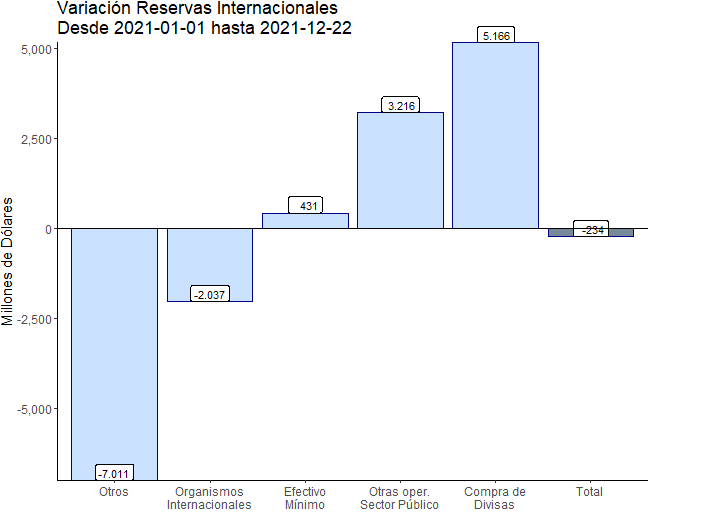 Variación Reservas Internacionales
Desde 2021-01-01 hasta 2021-12-22
Millones de Dólares
5,000
2,500
0
-2,500
-5,000
-7.011
-2.037
431
3.216
5.166
-234
Otros
Organismos
Internacionales
Efectivo
Mínimo
Otras oper.
Sector Público
Compra de
Divisas
Total